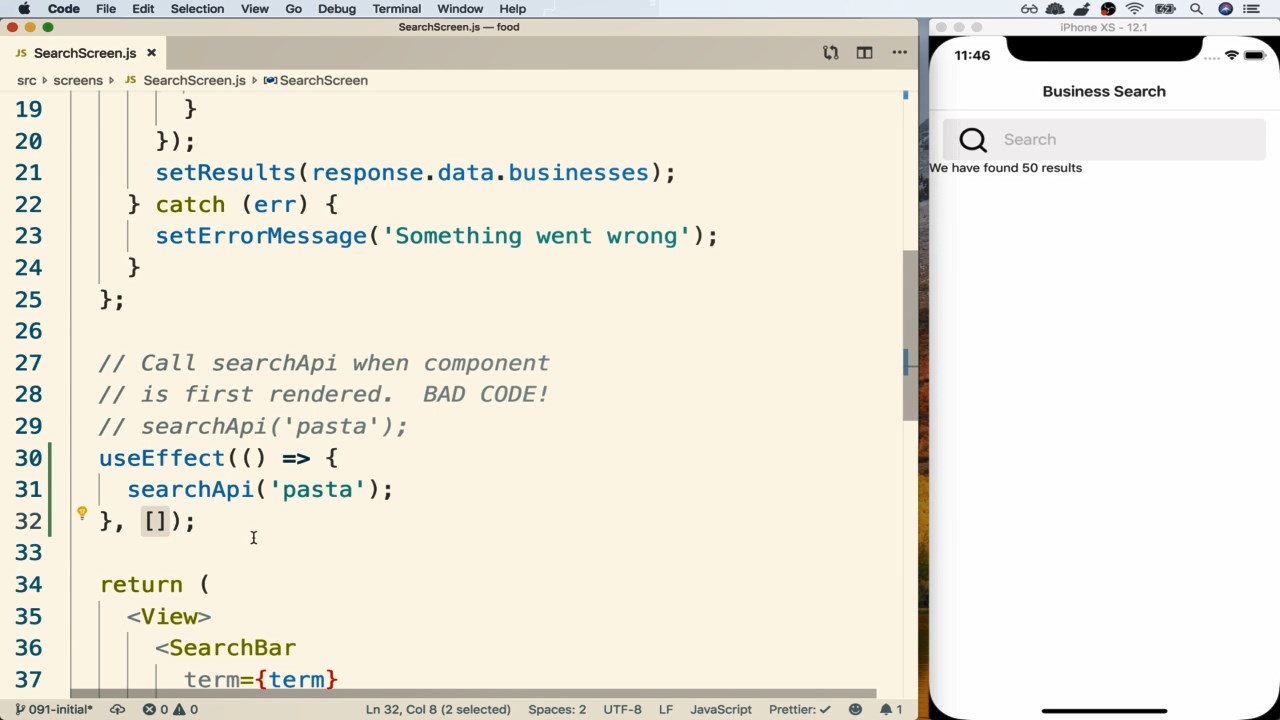 Code File Edit Selection View Go Debug Terminal Window Help
SearchScreen.js — food
iPhone XS - 12.1
JS SearchScreen.js ×
src screens JS SearchScreen.js SearchScreen
19 }
20 });
21 setResults(response.data.businesses);
22 } catch (err) {
23 setErrorMessage('Something went wrong');
24 }
25 };
26
27 // Call searchApi when component
28 // is first rendered.  BAD CODE!
29 // searchApi('pasta');
30 useEffect(() => {
31 searchApi('pasta');
32 }, []);
33
34 return (
35 <View>
36 <SearchBar
37 term={term}
091-initial* 0 0 Ln 32, Col 8 (2 selected) Spaces: 2 UTF-8 LF JavaScript Prettier: ✓ 1
11:46
Business Search
Search
We have found 50 results